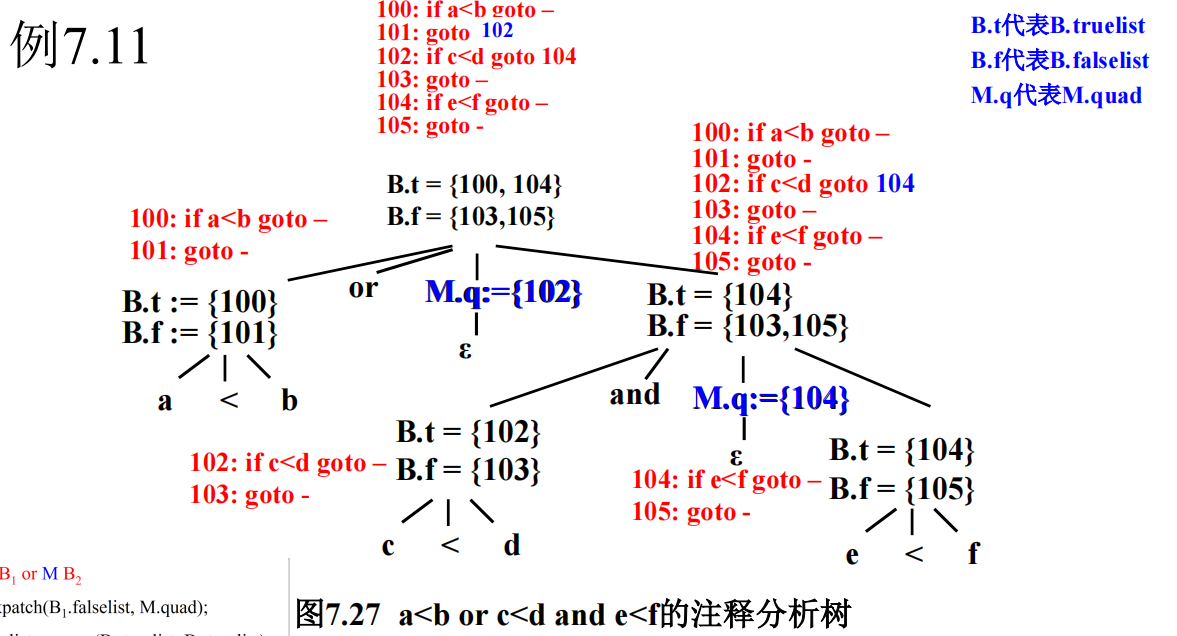 例7.11
100: if a<b goto –
101: goto 102
102: if c<d goto 104
103: goto –
104: if e<f goto –
105: goto -
B.t代表B.truelist
B.f代表B.falselist
M.q代表M.quad
100: if a<b goto –
101: goto -
102: if c<d goto 104
103: goto –
104: if e<f goto –
105: goto -
B.t = {100, 104}
B.f = {103,105}
100: if a<b goto –
101: goto -
B.t := {100}
B.f := {101}
or
M.q:={102}
ε
B.t = {104}
B.f = {103,105}
a < b
and
M.q:={104}
ε
102: if c<d goto –
103: goto -
B.t = {102}
B.f = {103}
104: if e<f goto –
105: goto -
B.t = {104}
B.f = {105}
c < d
e < f
B1 or M B2
patch(B1.falselist, M.quad);
图7.27 a<b or c<d and e<f的注释分析树